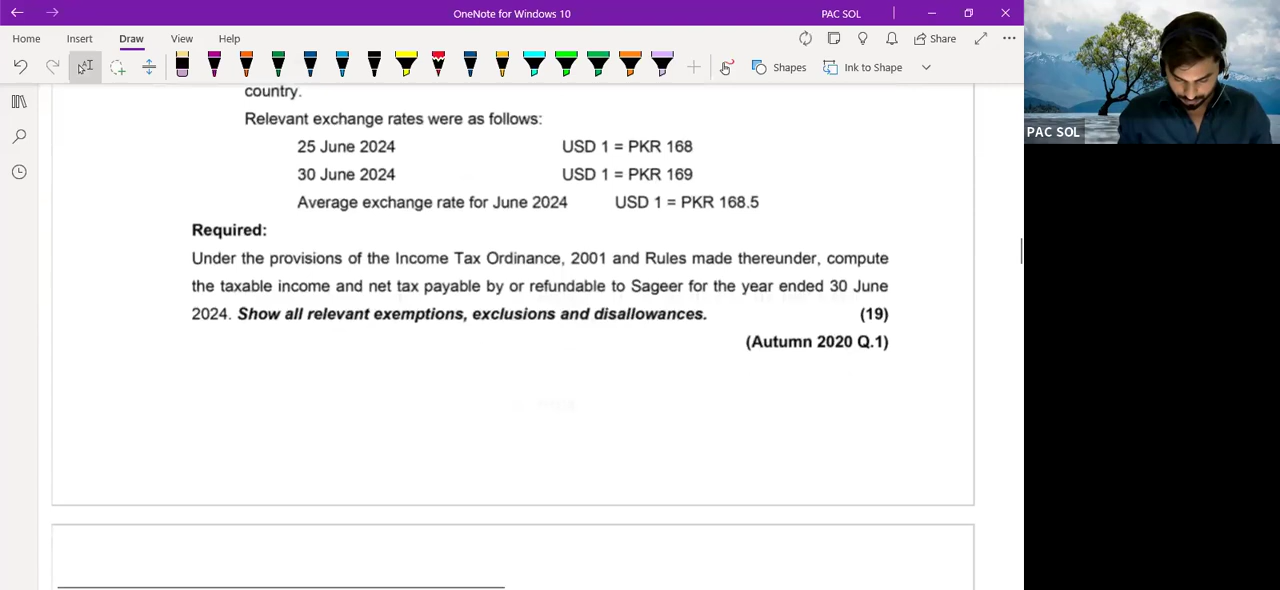 OneNote for Windows 10
PAC SOL
Home Insert Draw View Help
Share
Shapes
Ink to Shape
country.
Relevant exchange rates were as follows:
25 June 2024 USD 1 = PKR 168
30 June 2024 USD 1 = PKR 169
Average exchange rate for June 2024 USD 1 = PKR 168.5
Required:
Under the provisions of the Income Tax Ordinance, 2001 and Rules made thereunder, compute
the taxable income and net tax payable by or refundable to Sageer for the year ended 30 June
2024. Show all relevant exemptions, exclusions and disallowances. (19)
(Autumn 2020 Q.1)
PAC SOL